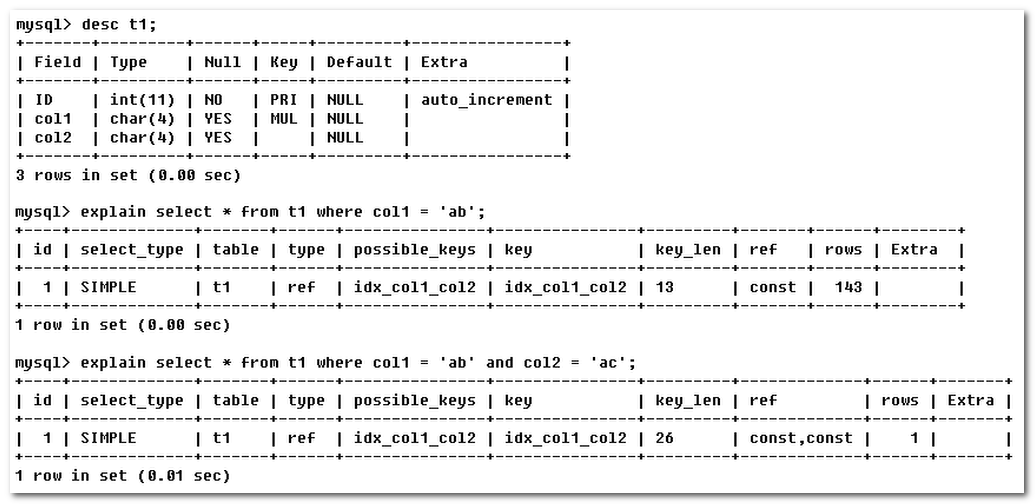 mysql> desc t1;
+-------+---------+------+-----+---------+----------------+
| Field | Type    | Null | Key | Default | Extra          |
+-------+---------+------+-----+---------+----------------+
| ID    | int(11) | NO   | PRI | NULL    | auto_increment |
| col1  | char(4) | YES  | MUL | NULL    |                |
| col2  | char(4) | YES  |     | NULL    |                |
+-------+---------+------+-----+---------+----------------+
3 rows in set (0.00 sec)
mysql> explain select * from t1 where col1 = 'ab';
+----+-------------+-------+------+---------------+---------------+---------+-------+------+-------+
| id | select_type | table | type | possible_keys | key           | key_len | ref   | rows | Extra |
+----+-------------+-------+------+---------------+---------------+---------+-------+------+-------+
|  1 | SIMPLE      | t1    | ref  | idx_col1_col2 | idx_col1_col2 | 13      | const |  143 |       |
+----+-------------+-------+------+---------------+---------------+---------+-------+------+-------+
1 row in set (0.00 sec)
mysql> explain select * from t1 where col1 = 'ab' and col2 = 'ac';
+----+-------------+-------+------+---------------+---------------+---------+-------------+------+-------+
| id | select_type | table | type | possible_keys | key           | key_len | ref         | rows | Extra |
+----+-------------+-------+------+---------------+---------------+---------+-------------+------+-------+
|  1 | SIMPLE      | t1    | ref  | idx_col1_col2 | idx_col1_col2 | 26      | const,const |    1 |       |
+----+-------------+-------+------+---------------+---------------+---------+-------------+------+-------+
1 row in set (0.01 sec)